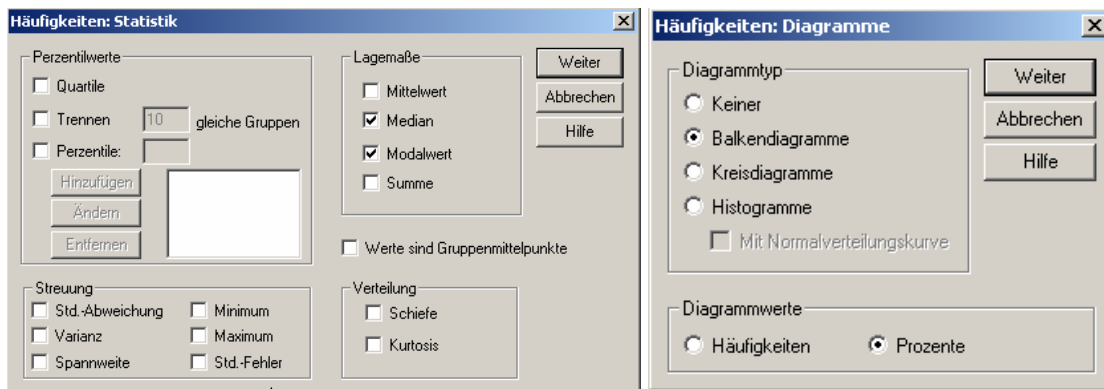 Häufigkeiten: Statistik
Perzentilwerte
Quartile
Trennen 10 gleiche Gruppen
Perzentile:
Hinzufügen
Ändern
Entfernen
Lagemaße
Mittelwert
Median
Modalwert
Summe
Weiter
Abbrechen
Hilfe
Werte sind Gruppenmittelpunkte
Streuung
Std.-Abweichung Minimum
Varianz Maximum
Spannweite Std.-Fehler
Verteilung
Schiefe
Kurtosis
Häufigkeiten: Diagramme
Diagrammtyp
Keiner
Balkendiagramme
Kreisdiagramme
Histogramme
Mit Normalverteilungskurve
Weiter
Abbrechen
Hilfe
Diagrammwerte
Häufigkeiten Prozente